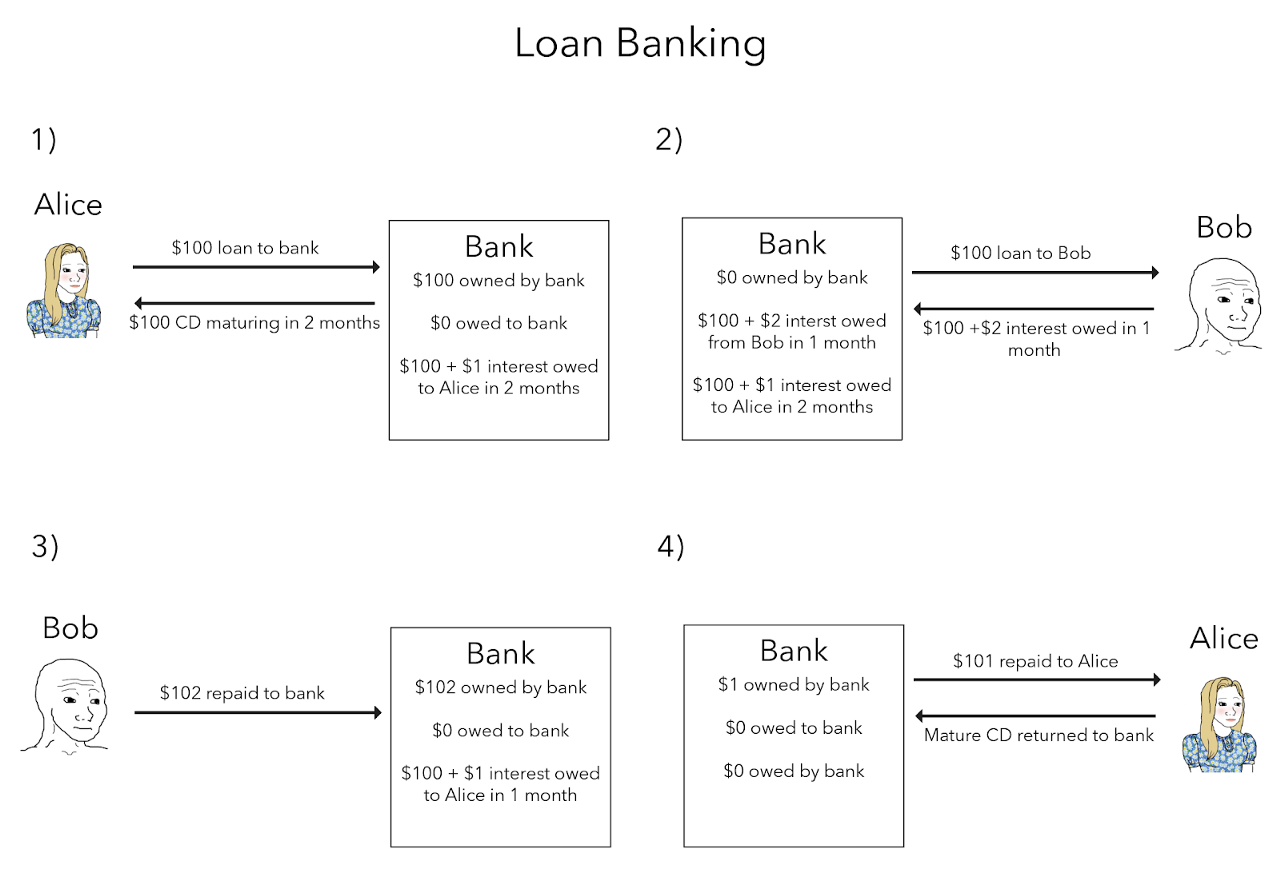 Loan Banking
1)
Alice
$100 loan to bank
$100 CD maturing in 2 months
Bank
$100 owned by bank
$0 owed to bank
$100 + $1 interest owed
to Alice in 2 months
2)
Bank
$0 owned by bank
$100 + $2 interst owed
from Bob in 1 month
$100 + $1 interest owed
to Alice in 2 months
$100 loan to Bob
$100 +$2 interest owed in 1
month
Bob
3)
Bob
$102 repaid to bank
Bank
$102 owned by bank
$0 owed to bank
$100 + $1 interest owed
to Alice in 1 month
4)
Bank
$1 owned by bank
$0 owed to bank
$0 owed by bank
$101 repaid to Alice
Mature CD returned to bank
Alice